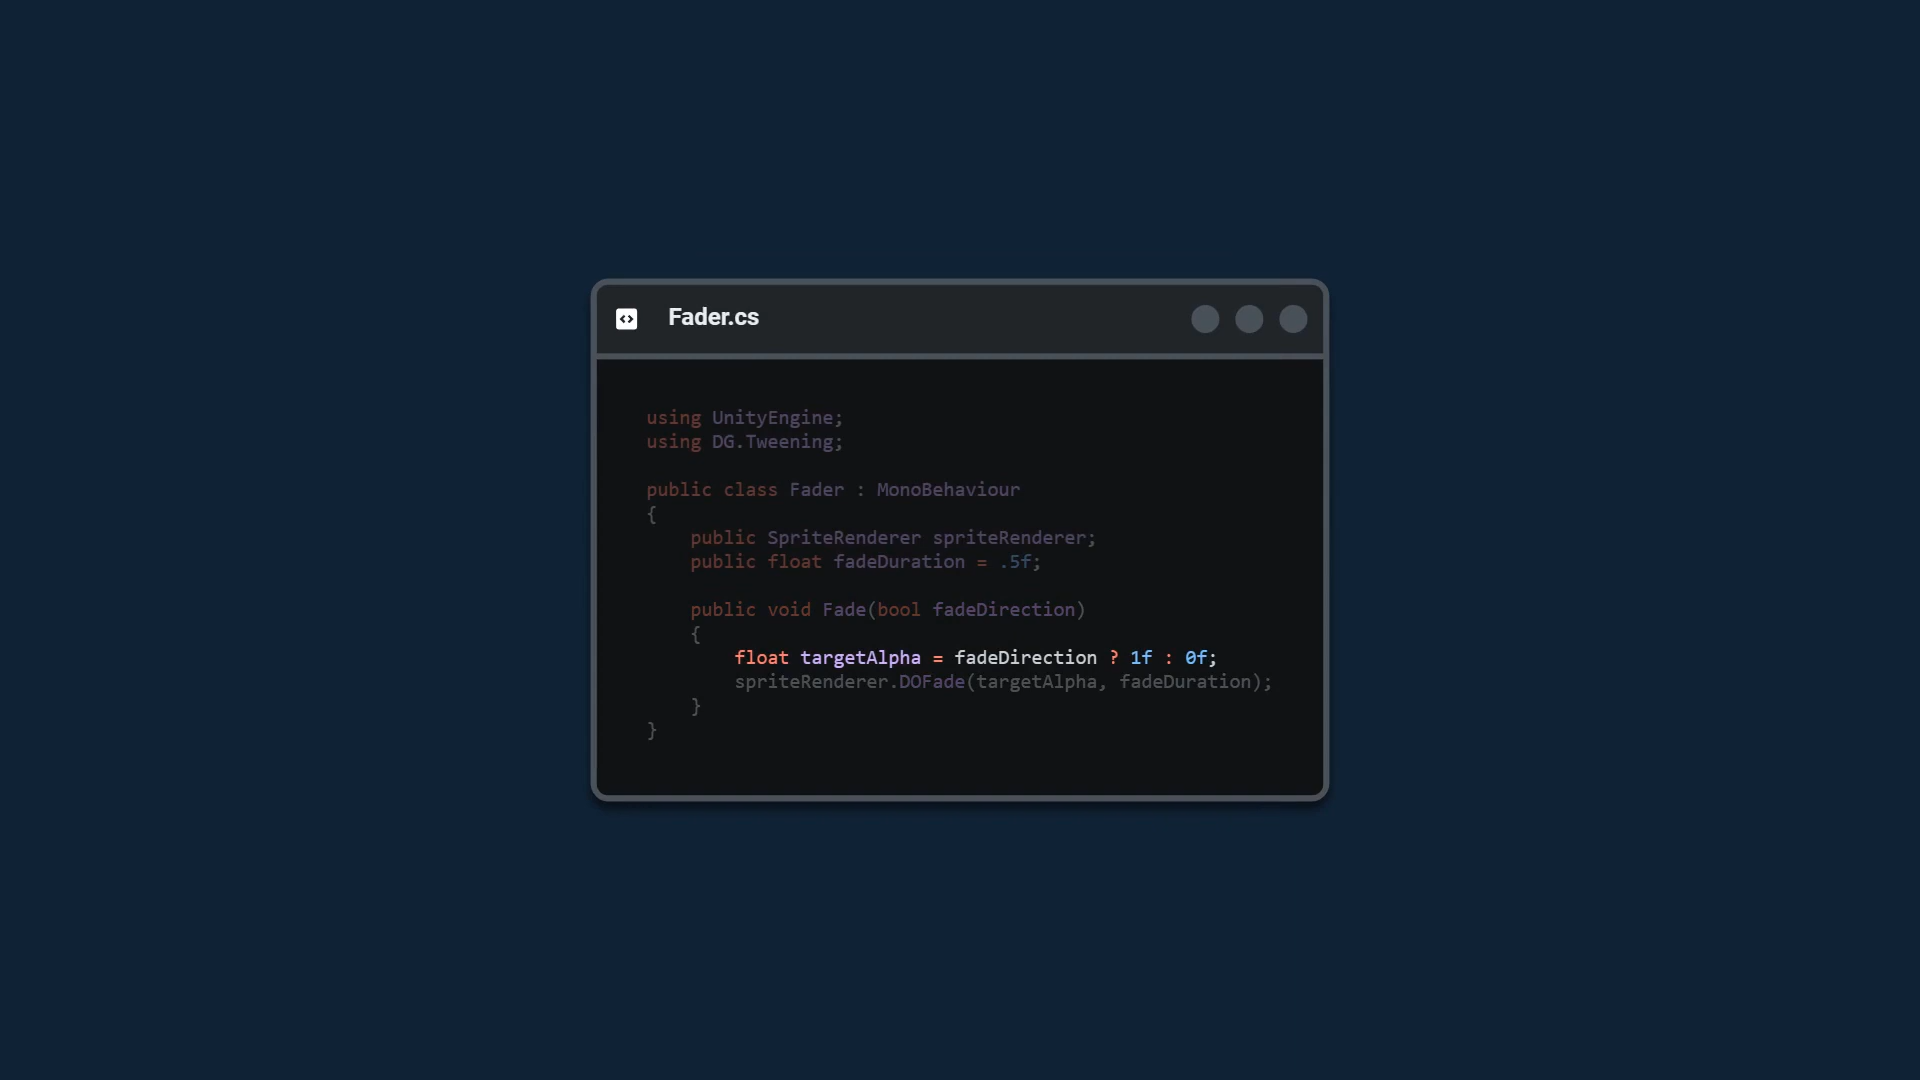 Fader.cs
using UnityEngine;
using DG.Tweening;
public class Fader : MonoBehaviour
{
    public SpriteRenderer spriteRenderer;
    public float fadeDuration = .5f;
    public void Fade(bool fadeDirection)
    {
        float targetAlpha = fadeDirection ? 1f : 0f;
        spriteRenderer.DOFade(targetAlpha, fadeDuration);
    }
}